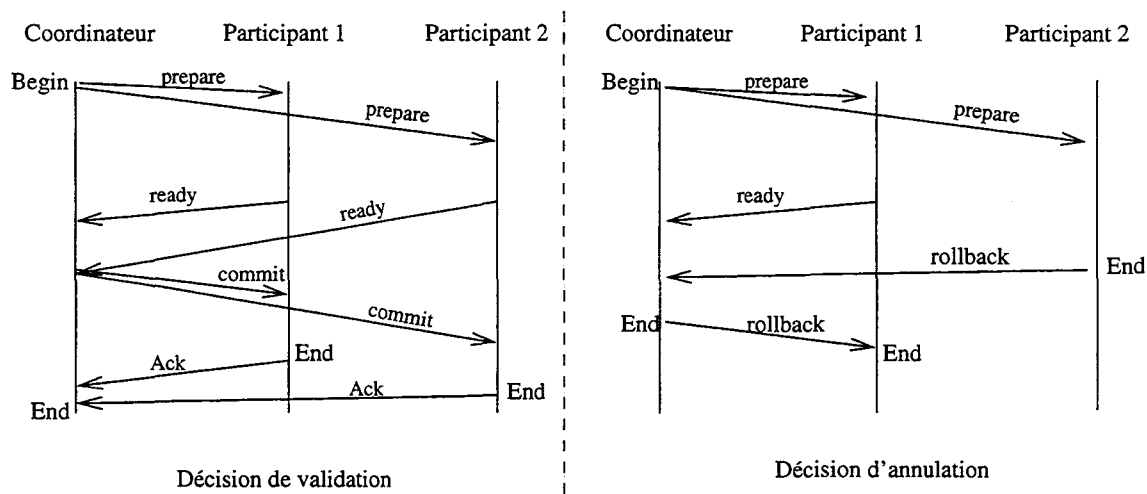 Coordinateur Participant 1 Participant 2
Begin
prepare
prepare
ready
ready
commit
commit
Ack
End
Ack
End
End
Décision de validation
Coordinateur Participant 1 Participant 2
Begin
prepare
prepare
ready
rollback
End
End
rollback
End
Décision d'annulation